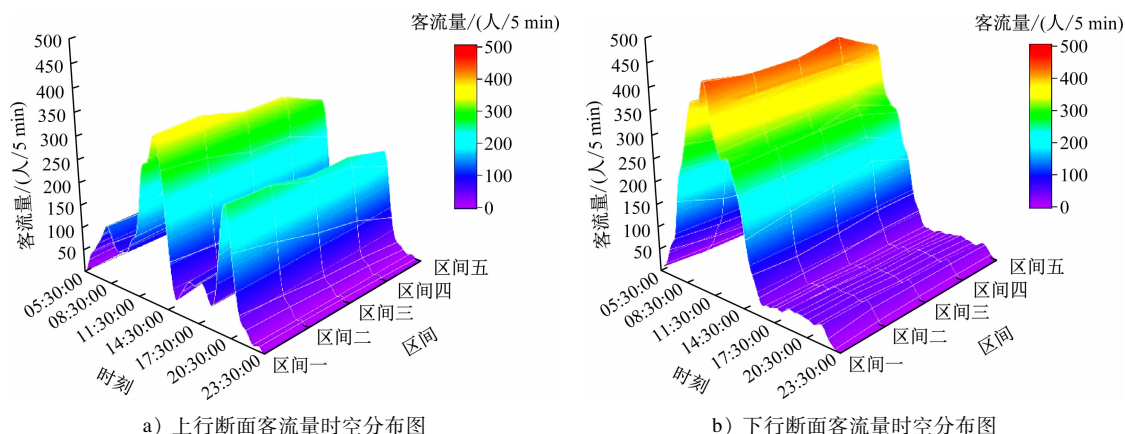 客流量/(人/5 min)
500
400
300
200
100
0
客流量/(人/5 min)
500
450
400
350
300
250
200
150
100
50
05:30:00
08:30:00
11:30:00
14:30:00
17:30:00
20:30:00
23:30:00
时刻
区间一
区间二
区间三
区间四
区间五
区间
a）上行断面客流量时空分布图
客流量/(人/5 min)
500
400
300
200
100
0
客流量/(人/5 min)
500
450
400
350
300
250
200
150
100
50
05:30:00
08:30:00
11:30:00
14:30:00
17:30:00
20:30:00
23:30:00
时刻
区间一
区间二
区间三
区间四
区间五
区间
b）下行断面客流量时空分布图